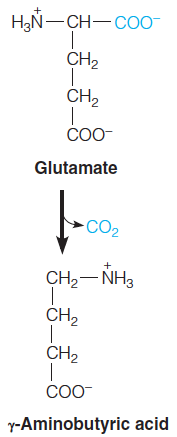 H₃N⁺—CH—COO⁻
CH₂
CH₂
COO⁻
Glutamate
CO₂
CH₂—NH₃⁺
CH₂
CH₂
COO⁻
γ-Aminobutyric acid